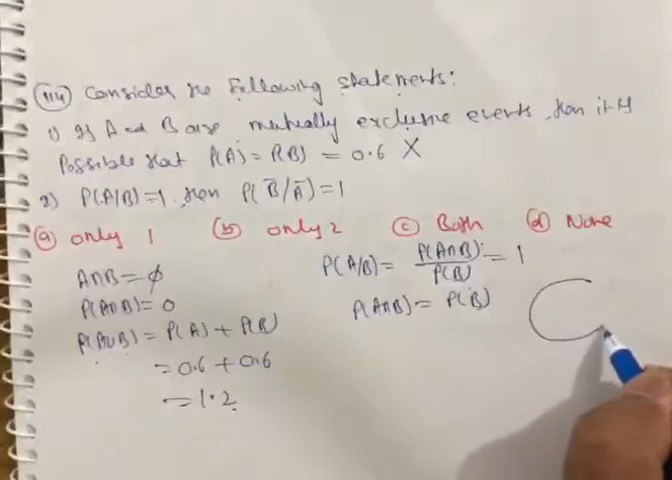 (114) Consider the following statements:
1) If A and B are mutually exclusive events, then it is
Possible that P(A) = P(B) = 0.6 X
2) P(A/B) = 1, then P(B̅/A̅) = 1
(a) only 1 (b) only 2 (c) Both (d) None
A∩B = ϕ
P(A∩B) = 0
P(A∪B) = P(A) + P(B)
= 0.6 + 0.6
= 1.2
P(A/B) = P(A∩B)/P(B) = 1
P(A∩B) = P(B)